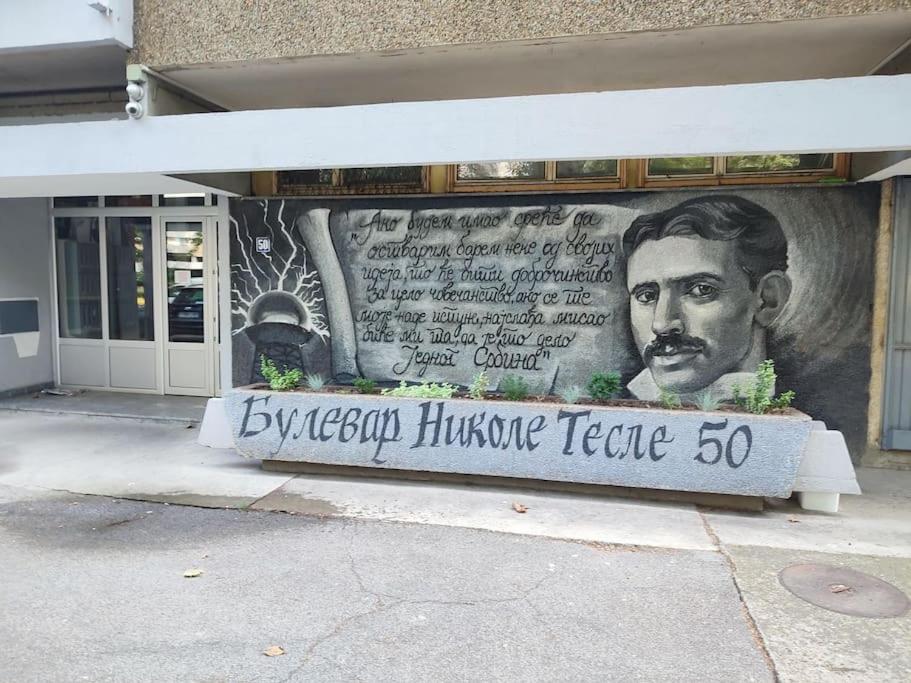 50
"Ако будем имао среће да
остварим барем неке од својих
идеја, то ће бити доброчинство
за цело човечанство, ако се те
моје наде испуне, најслађа мисао
биће ми та, да је то дело
Једног Србина"
Булевар Николе Тесле 50